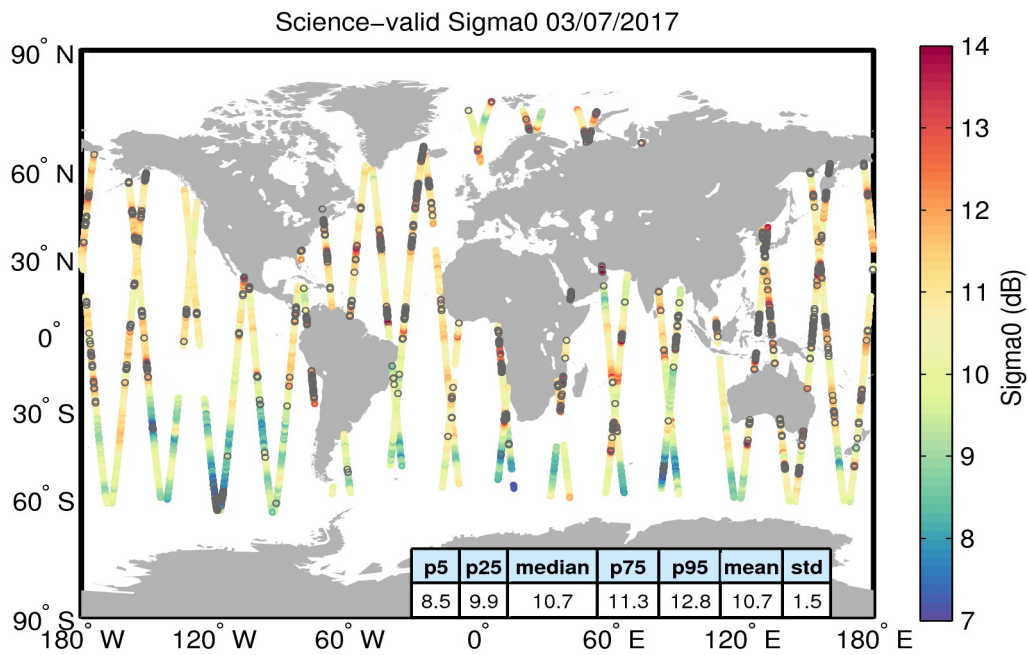 Science−valid Sigma0 03/07/2017
90° N
60° N
30° N
0°
30° S
60° S
90° S
180° W
120° W
60° W
0°
60° E
120° E
180° E
p5 p25 median p75 p95 mean std
8.5 9.9 10.7 11.3 12.8 10.7 1.5
14
13
12
11
10
9
8
7
Sigma0 (dB)